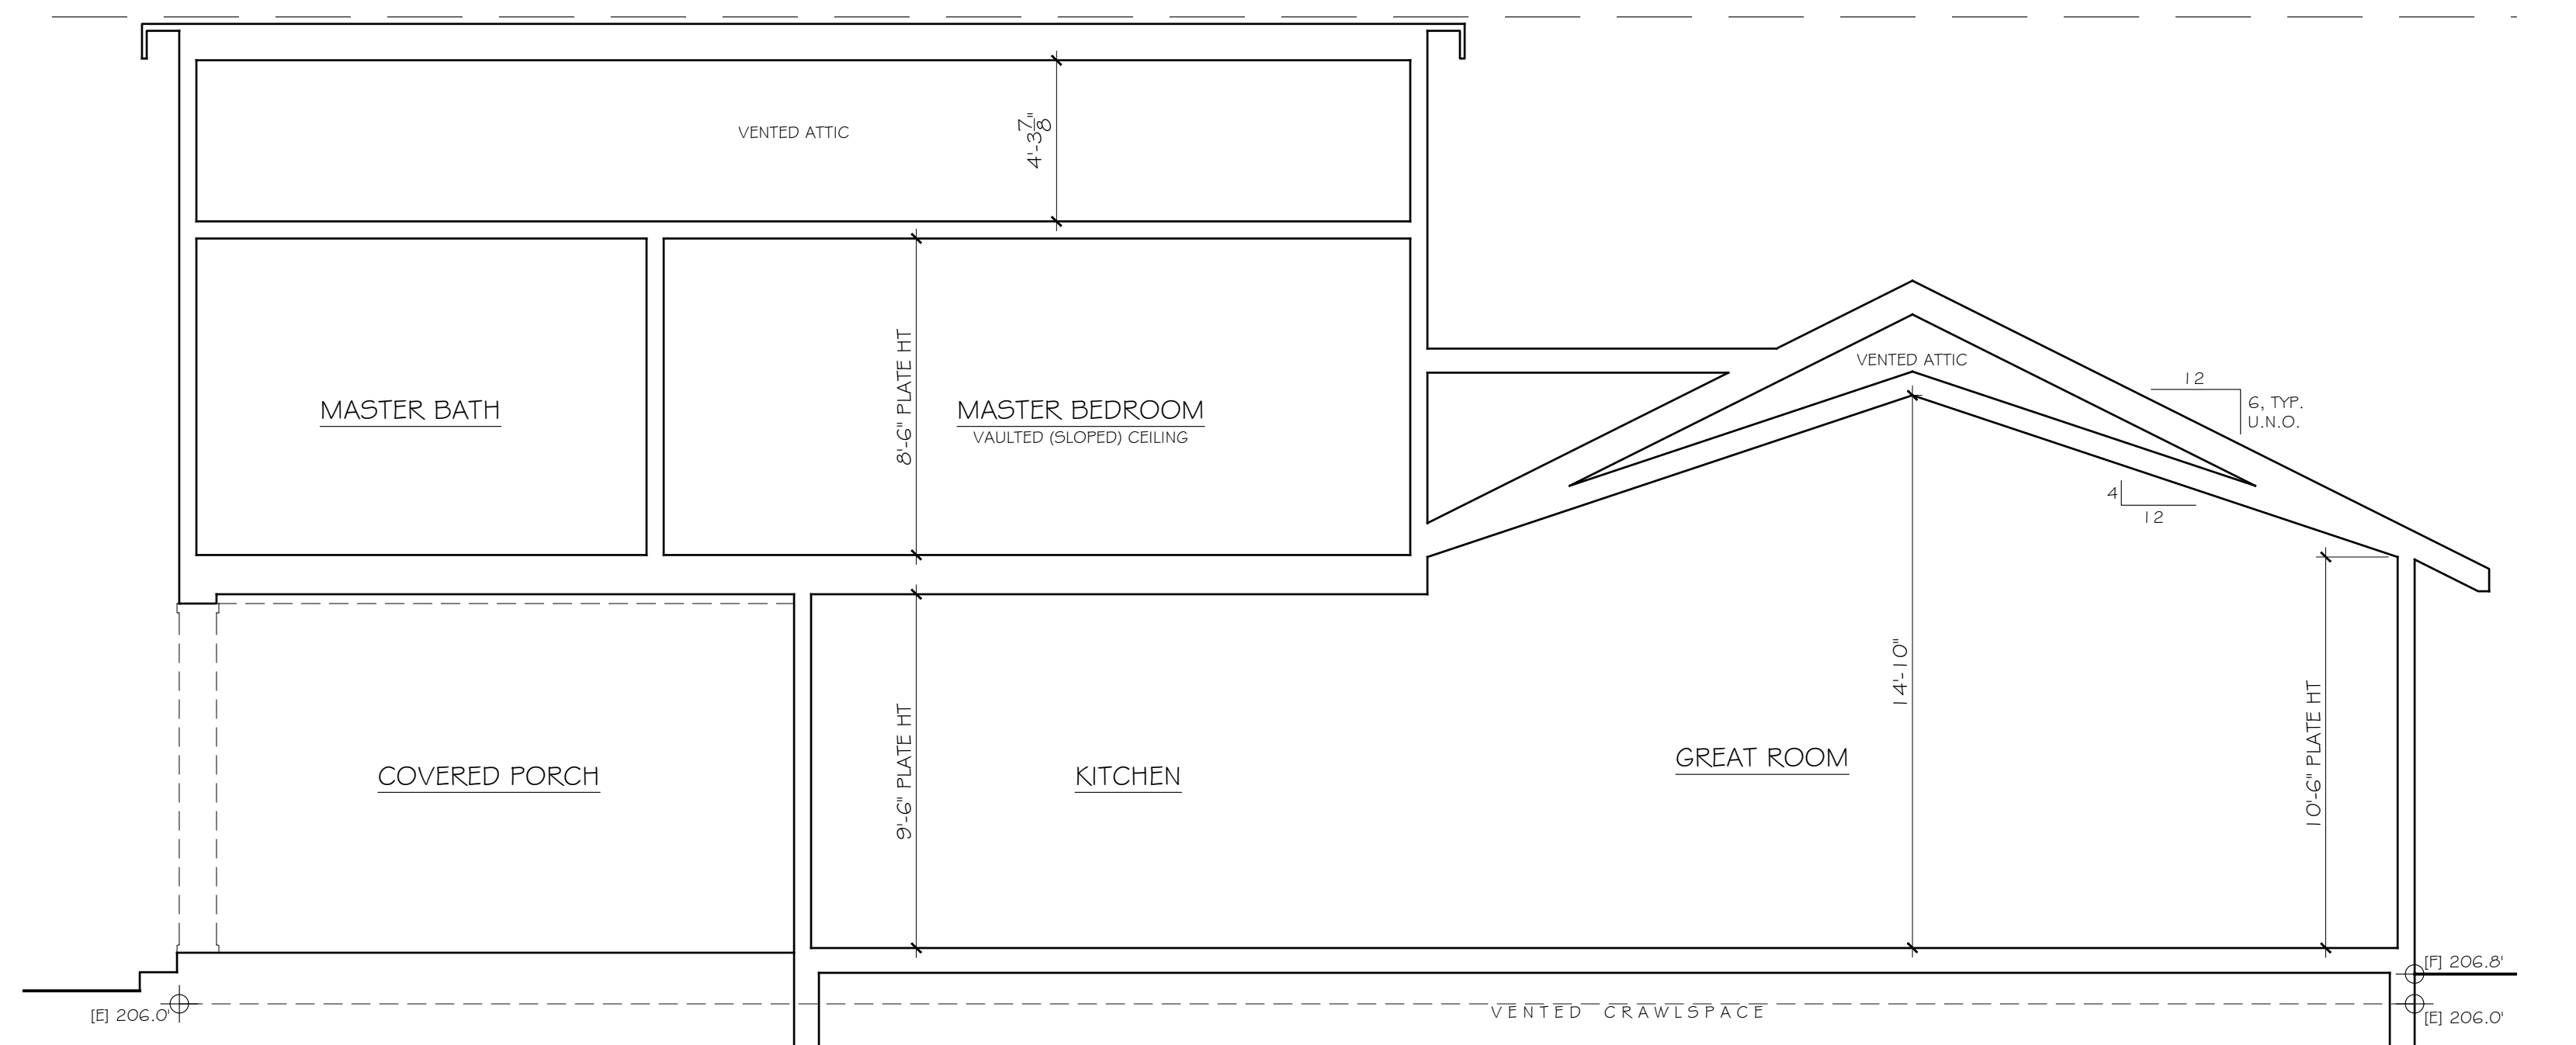 VENTED ATTIC
4'-3 7/8"
VENTED ATTIC
12
6, TYP.
U.N.O.
MASTER BATH
8'-6" PLATE HT
MASTER BEDROOM
VAULTED (SLOPED) CEILING
4
12
14'-10"
GREAT ROOM
10'-6" PLATE HT
COVERED PORCH
9'-6" PLATE HT
KITCHEN
[F] 206.8'
[E] 206.0'
VENTED CRAWLSPACE
[E] 206.0'